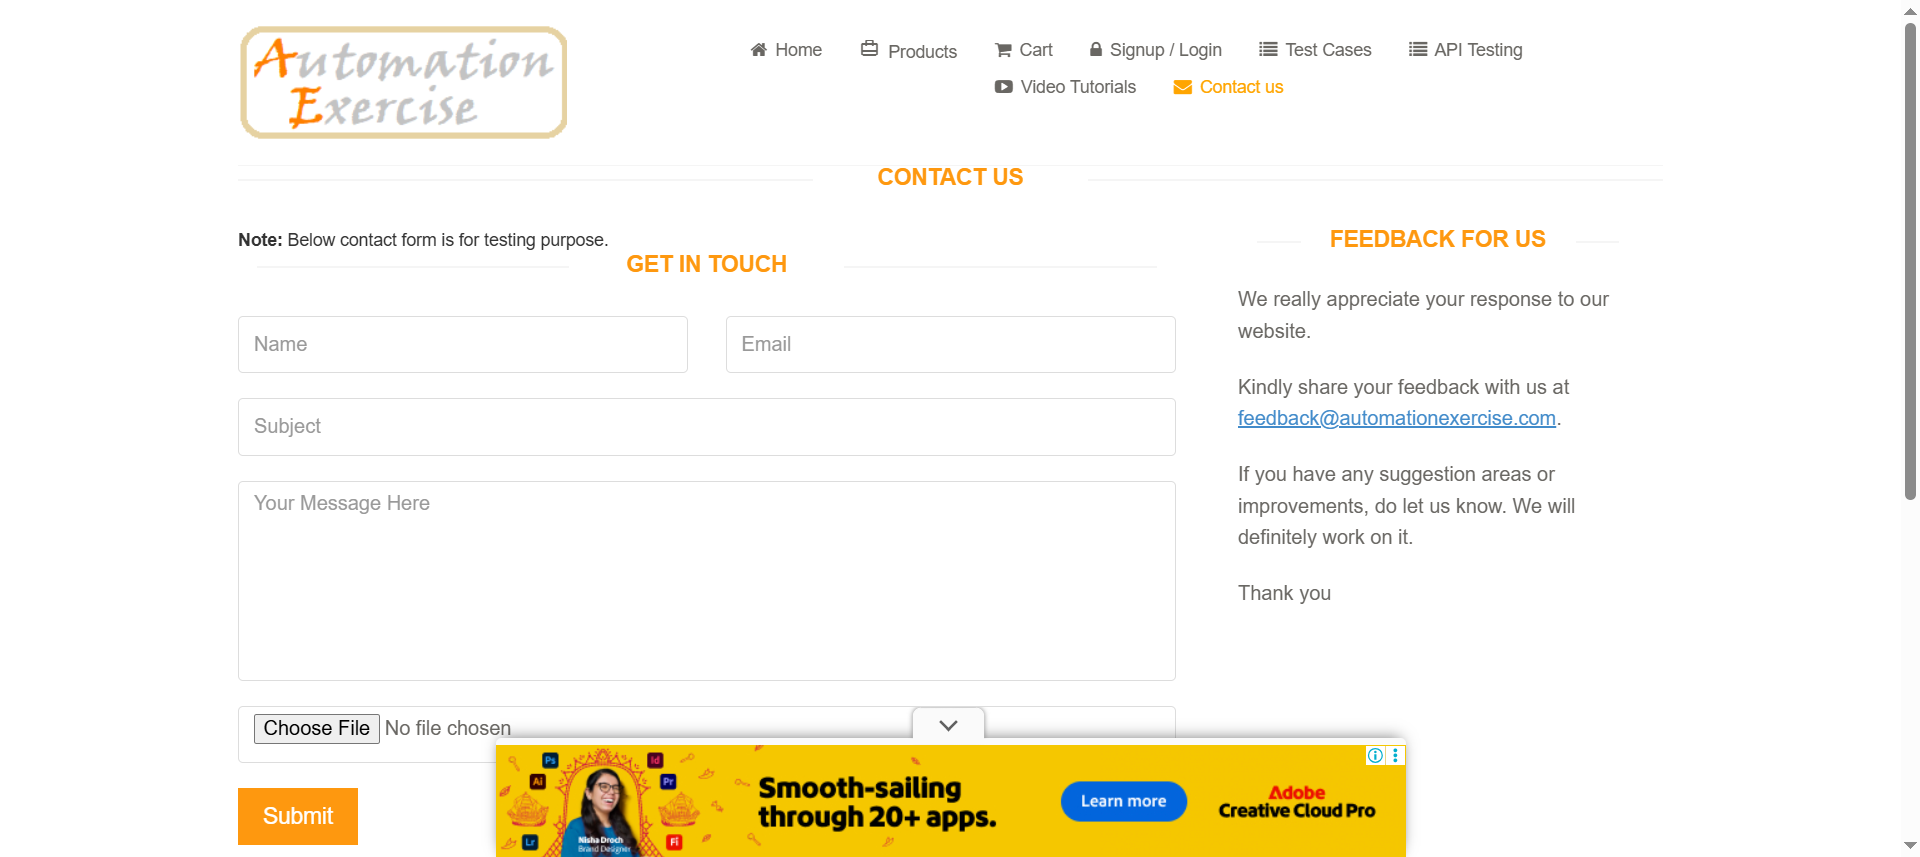 Automation
Exercise
Home
Products
Cart
Signup / Login
Test Cases
API Testing
Video Tutorials
Contact us
CONTACT US
Note: Below contact form is for testing purpose.
GET IN TOUCH
Name
Email
Subject
Your Message Here
Choose File No file chosen
Submit
FEEDBACK FOR US
We really appreciate your response to our
website.
Kindly share your feedback with us at
feedback@automationexercise.com.
If you have any suggestion areas or
improvements, do let us know. We will
definitely work on it.
Thank you
Ps
Id
Ai
Pr
Lr
Fi
Nisha Droch
Brand Designer
Smooth-sailing
through 20+ apps.
Learn more
Adobe
Creative Cloud Pro